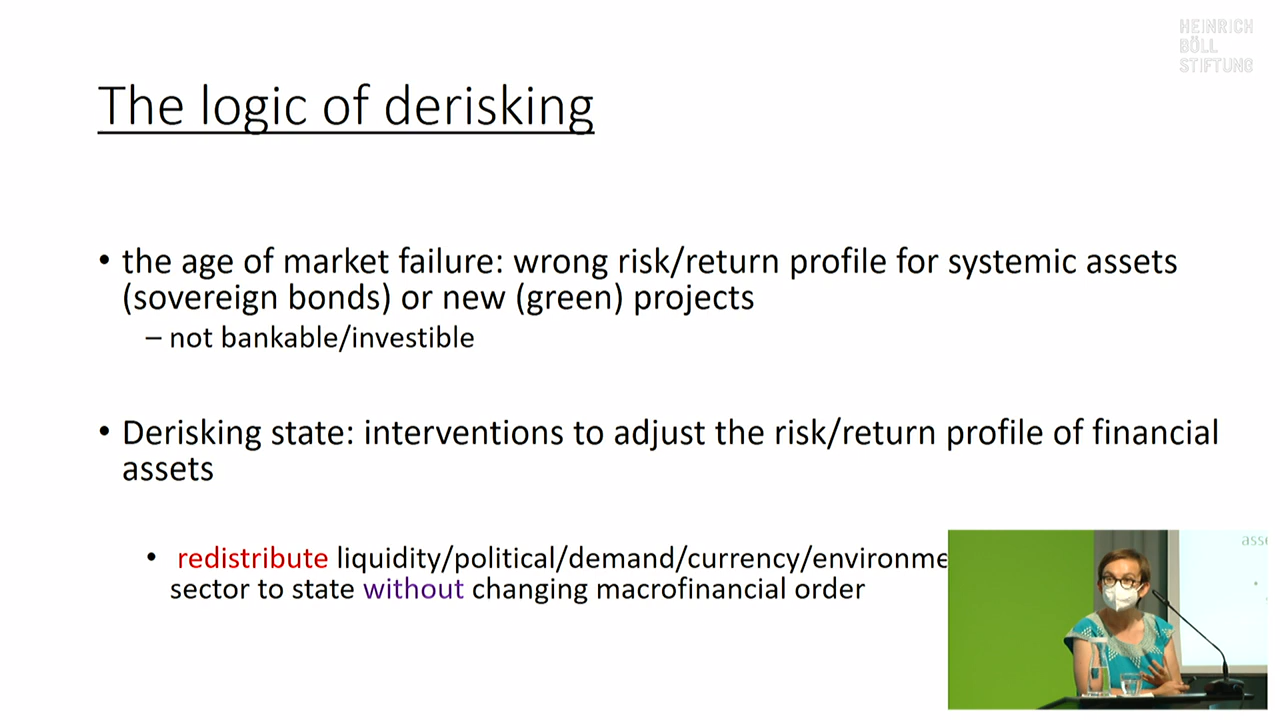 HEINRICH
BÖLL
STIFTUNG
The logic of derisking
• the age of market failure: wrong risk/return profile for systemic assets
(sovereign bonds) or new (green) projects
– not bankable/investible
• Derisking state: interventions to adjust the risk/return profile of financial
assets
• redistribute liquidity/political/demand/currency/environme
sector to state without changing macrofinancial order
asse